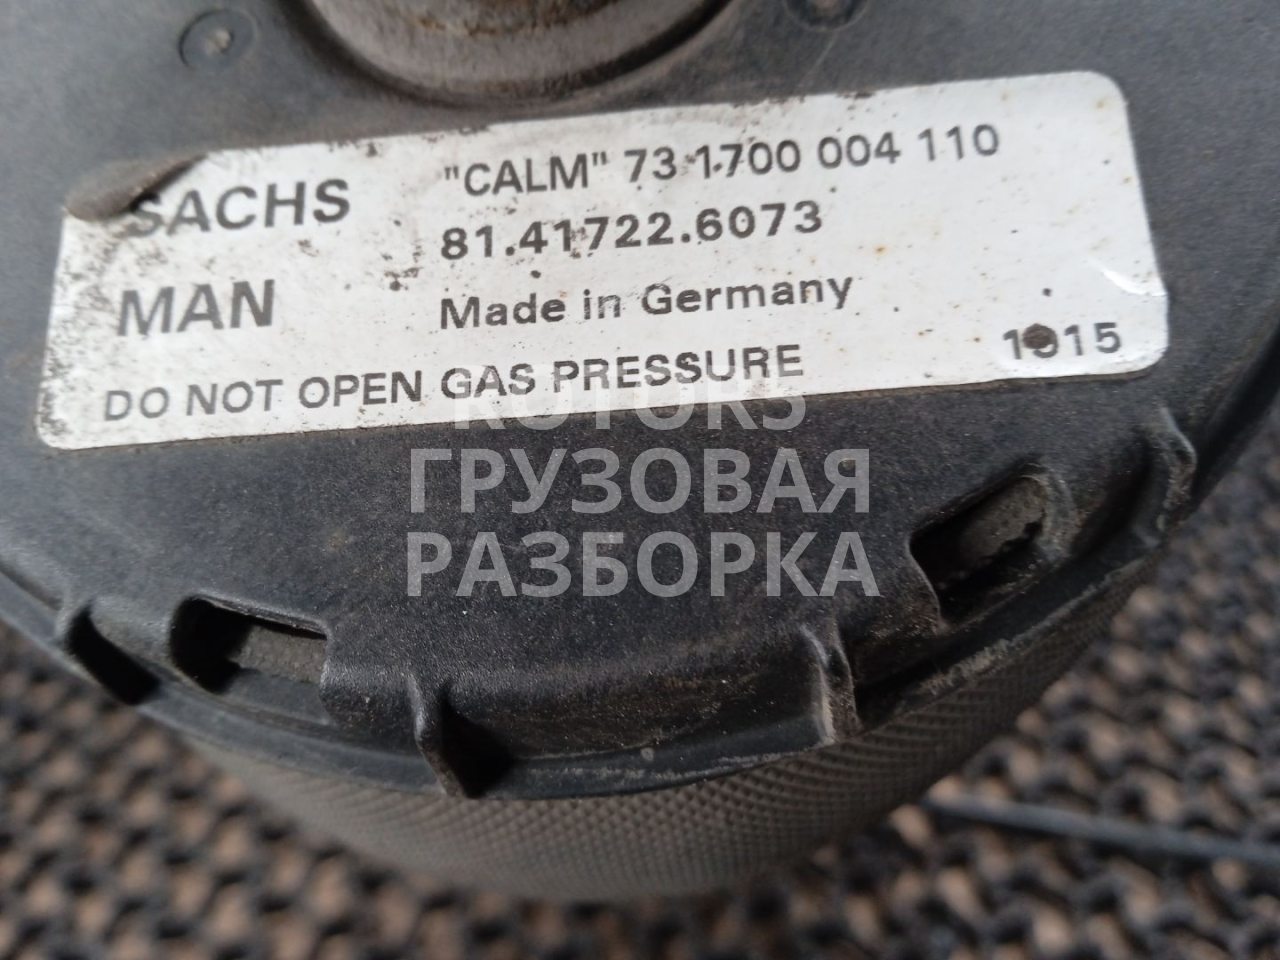 SACHS "CALM" 73 1700 004 110
81.41722.6073
MAN Made in Germany
DO NOT OPEN GAS PRESSURE
KOTORS
ГРУЗОВАЯ
РАЗБОРКА